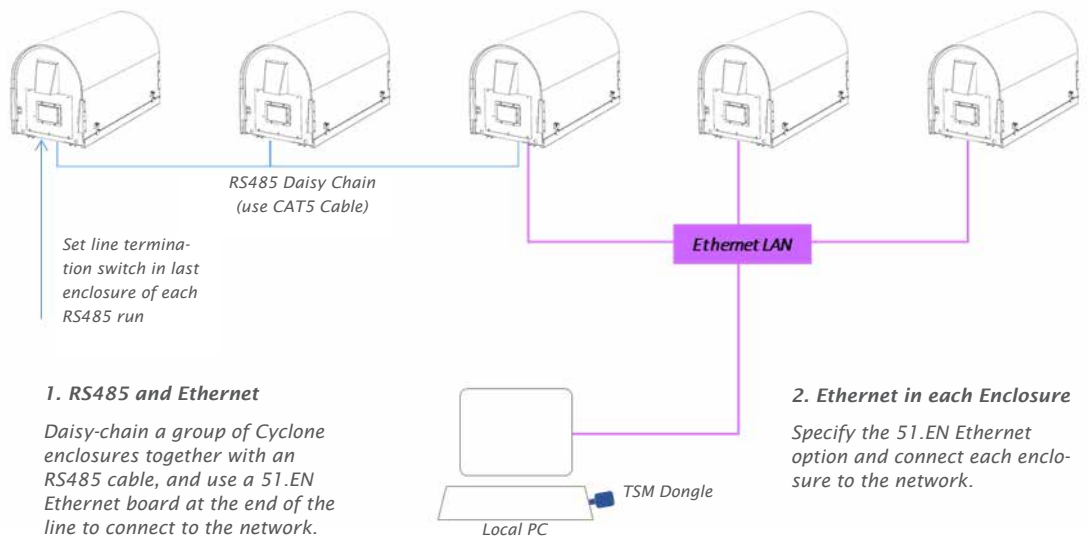 RS485 Daisy Chain
(use CAT5 Cable)
Ethernet LAN
Set line termina-
tion switch in last
enclosure of each
RS485 run
1. RS485 and Ethernet
Daisy-chain a group of Cyclone
enclosures together with an
RS485 cable, and use a 51.EN
Ethernet board at the end of the
line to connect to the network.
2. Ethernet in each Enclosure
Specify the 51.EN Ethernet
option and connect each enclo-
sure to the network.
TSM Dongle
Local PC